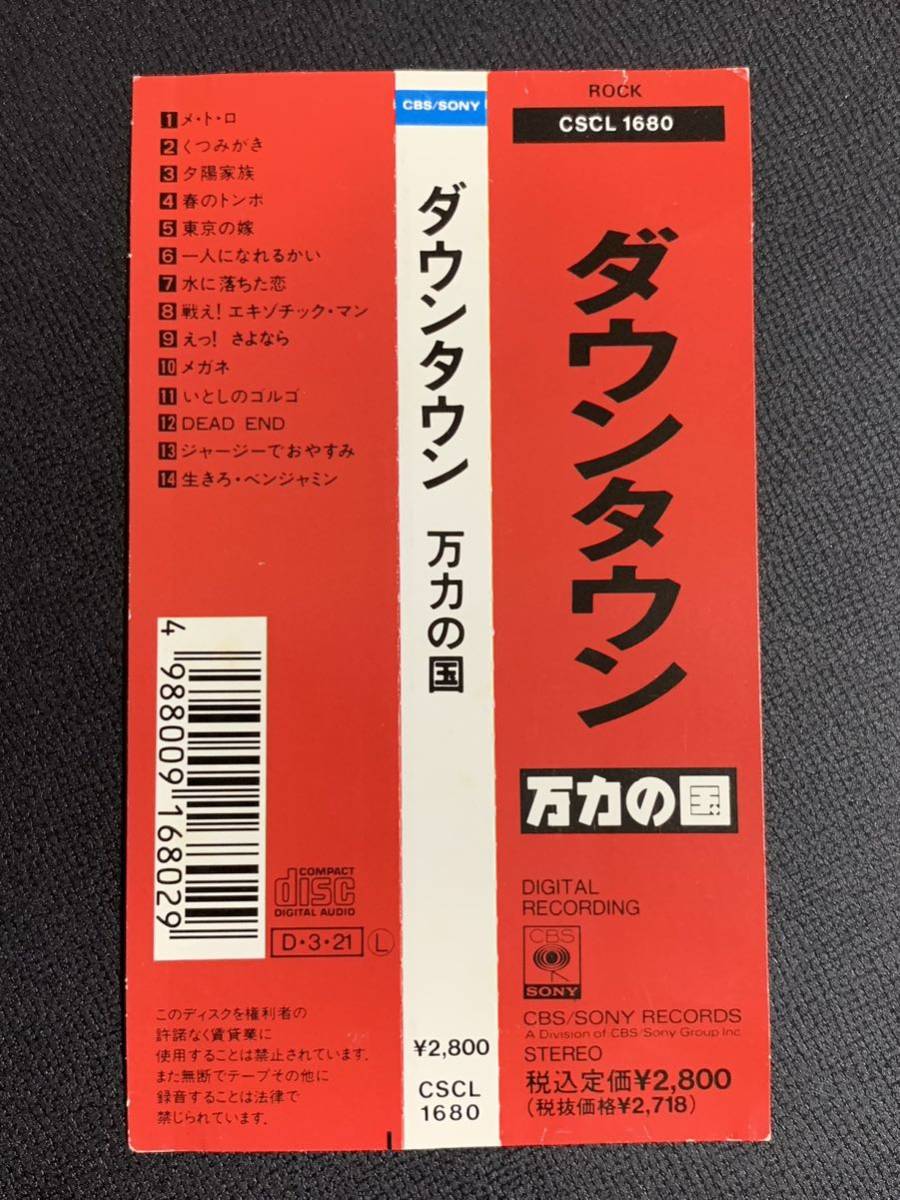 1 メ・ト・ロ
2 くつみがき
3 夕陽家族
4 春のトンボ
5 東京の嫁
6 一人になれるかい
7 水に落ちた恋
8 戦え! エキゾチック・マン
9 えっ! さよなら
10 メガネ
11 いとしのゴルゴ
12 DEAD END
13 ジャージーでおやすみ
14 生きろ・ベンジャミン
4 988009 168029
COMPACT
disc
DIGITAL AUDIO
D・3・21 L
このディスクを権利者の
許諾なく賃貸業に
使用することは禁止されています。
また無断でテープその他に
録音することは法律で
禁じられています。
CBS/SONY
ダウンタウン 万力の国
¥2,800
CSCL
1680
ROCK
CSCL 1680
ダウンタウン
万力の国
DIGITAL
RECORDING
CBS
SONY
CBS/SONY RECORDS
A Division of CBS/Sony Group Inc.
STEREO
税込定価¥2,800
(税抜価格¥2,718)